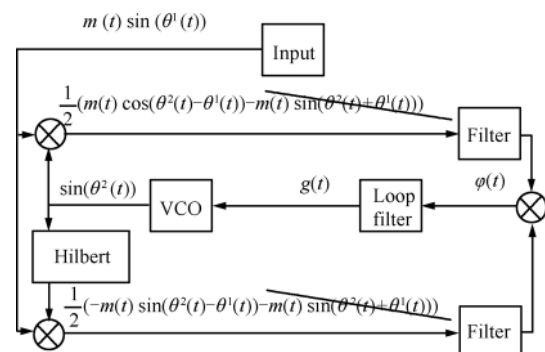 m (t) sin (θ¹(t))
Input
1/2(m(t) cos(θ²(t)−θ¹(t))−m(t) sin(θ²(t)+θ¹(t)))
Filter
sin(θ²(t))
VCO
g(t)
Loop
filter
φ(t)
Hilbert
1/2(−m(t) sin(θ²(t)−θ¹(t))−m(t) sin(θ²(t)+θ¹(t)))
Filter